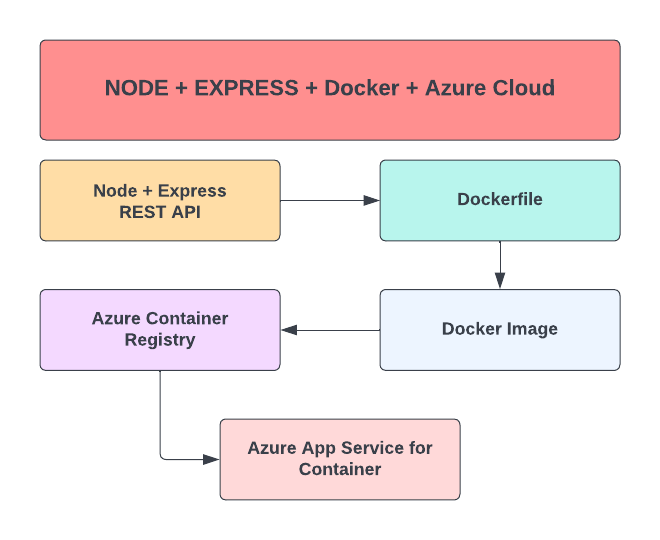 NODE + EXPRESS + Docker + Azure Cloud
Node + Express
REST API
Dockerfile
Azure Container
Registry
Docker Image
Azure App Service for
Container